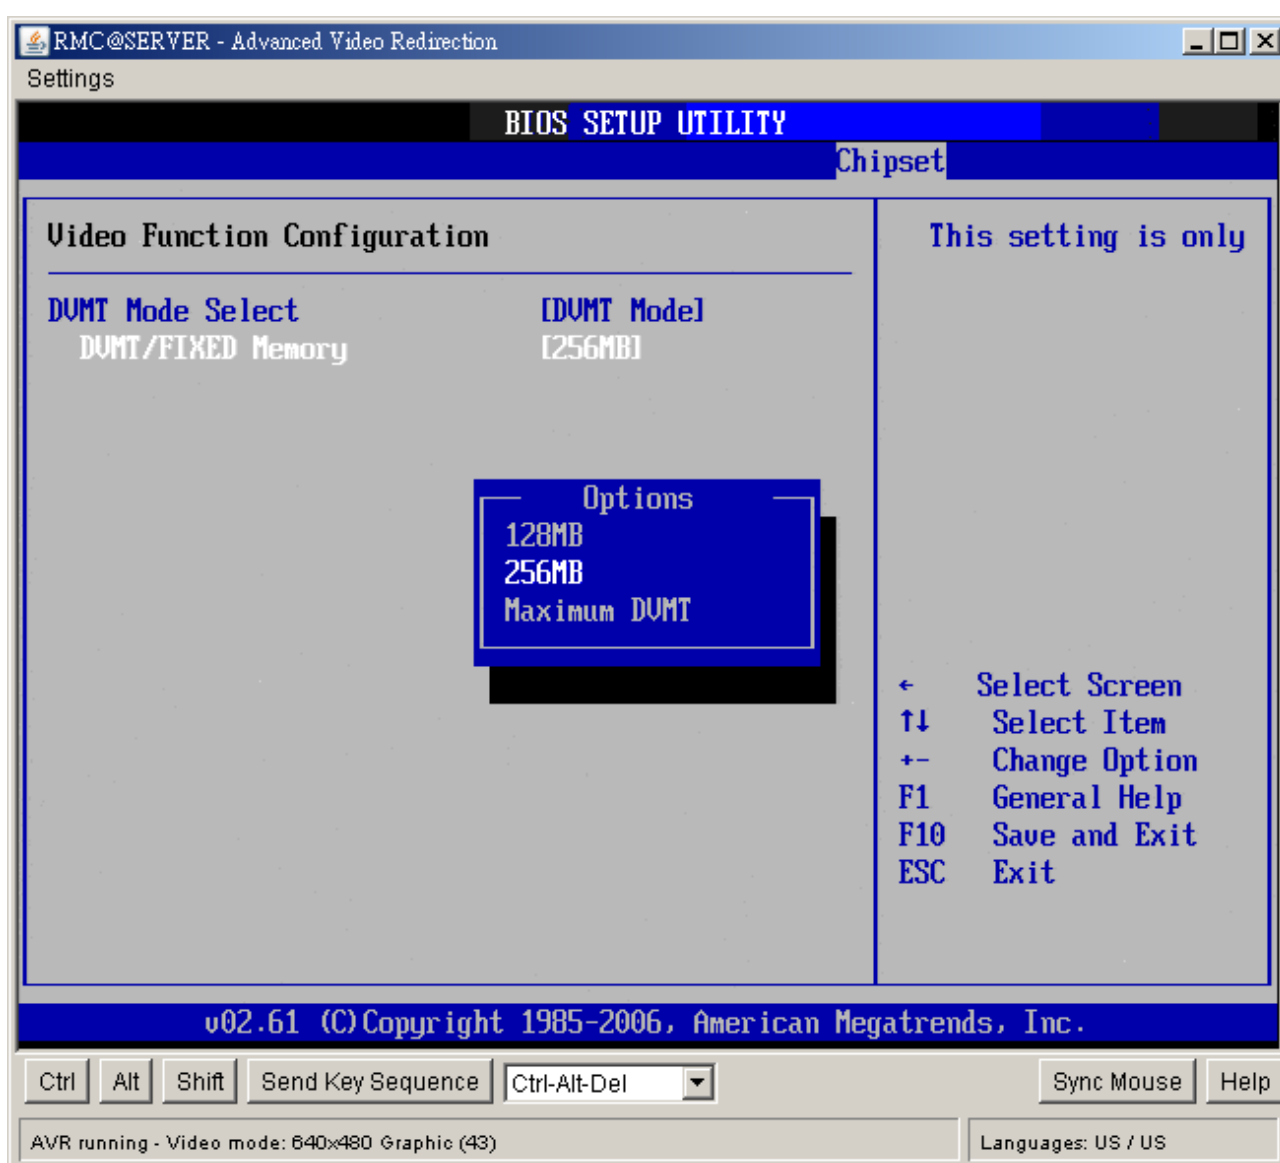 RMC@SERVER - Advanced Video Redirection
Settings
BIOS SETUP UTILITY
Chipset
Video Function Configuration
This setting is only
DVMT Mode Select [DVMT Mode]
DVMT/FIXED Memory [256MB]
Options
128MB
256MB
Maximum DVMT
← Select Screen
↑↓ Select Item
+- Change Option
F1 General Help
F10 Save and Exit
ESC Exit
v02.61 (C)Copyright 1985-2006, American Megatrends, Inc.
Ctrl Alt Shift Send Key Sequence Ctrl-Alt-Del Sync Mouse Help
AVR running - Video mode: 640x480 Graphic (43) Languages: US / US